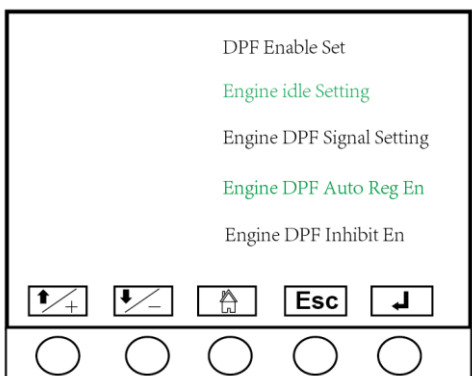 DPF Enable Set
Engine idle Setting
Engine DPF Signal Setting
Engine DPF Auto Reg En
Engine DPF Inhibit En
+ - Esc